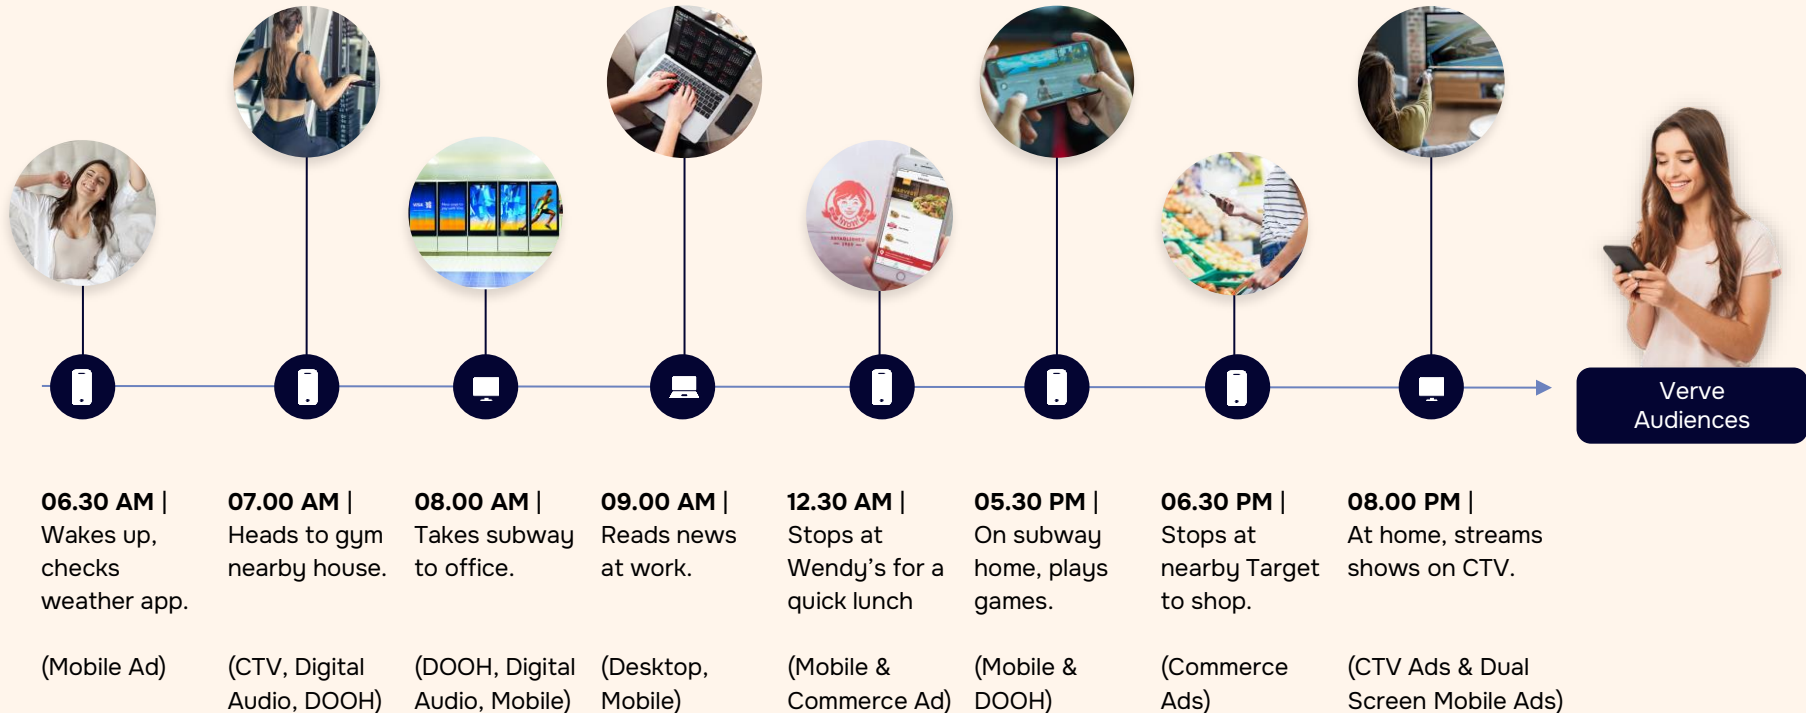 Verve
Audiences
06.30 AM |
Wakes up,
checks
weather app.
(Mobile Ad)
07.00 AM |
Heads to gym
nearby house.
(CTV, Digital
Audio, DOOH)
08.00 AM |
Takes subway
to office.
(DOOH, Digital
Audio, Mobile)
09.00 AM |
Reads news
at work.
(Desktop,
Mobile)
12.30 AM |
Stops at
Wendy’s for a
quick lunch
(Mobile &
Commerce Ad)
05.30 PM |
On subway
home, plays
games.
(Mobile &
DOOH)
06.30 PM |
Stops at
nearby Target
to shop.
(Commerce
Ads)
08.00 PM |
At home, streams
shows on CTV.
(CTV Ads & Dual
Screen Mobile Ads)